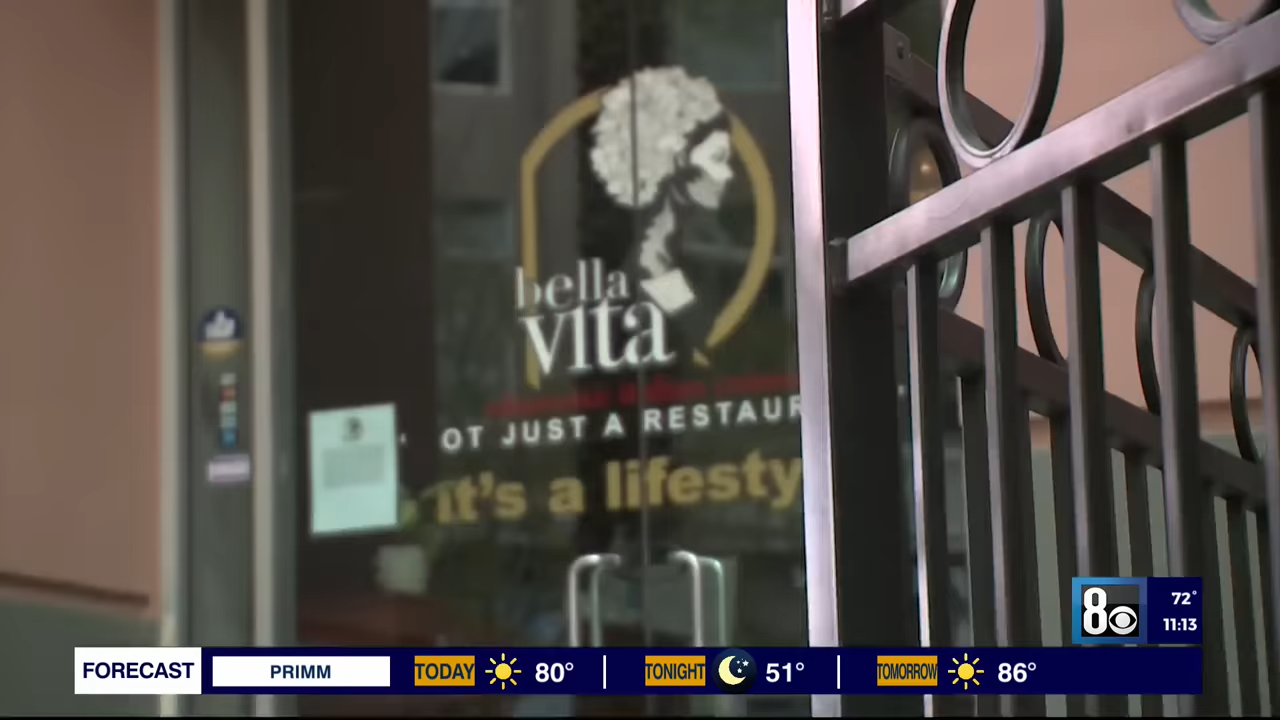 bella
vita
OT JUST A RESTAUR
it's a lifesty
8
72°
11:13
FORECAST PRIMM TODAY 80° TONIGHT 51° TOMORROW 86°